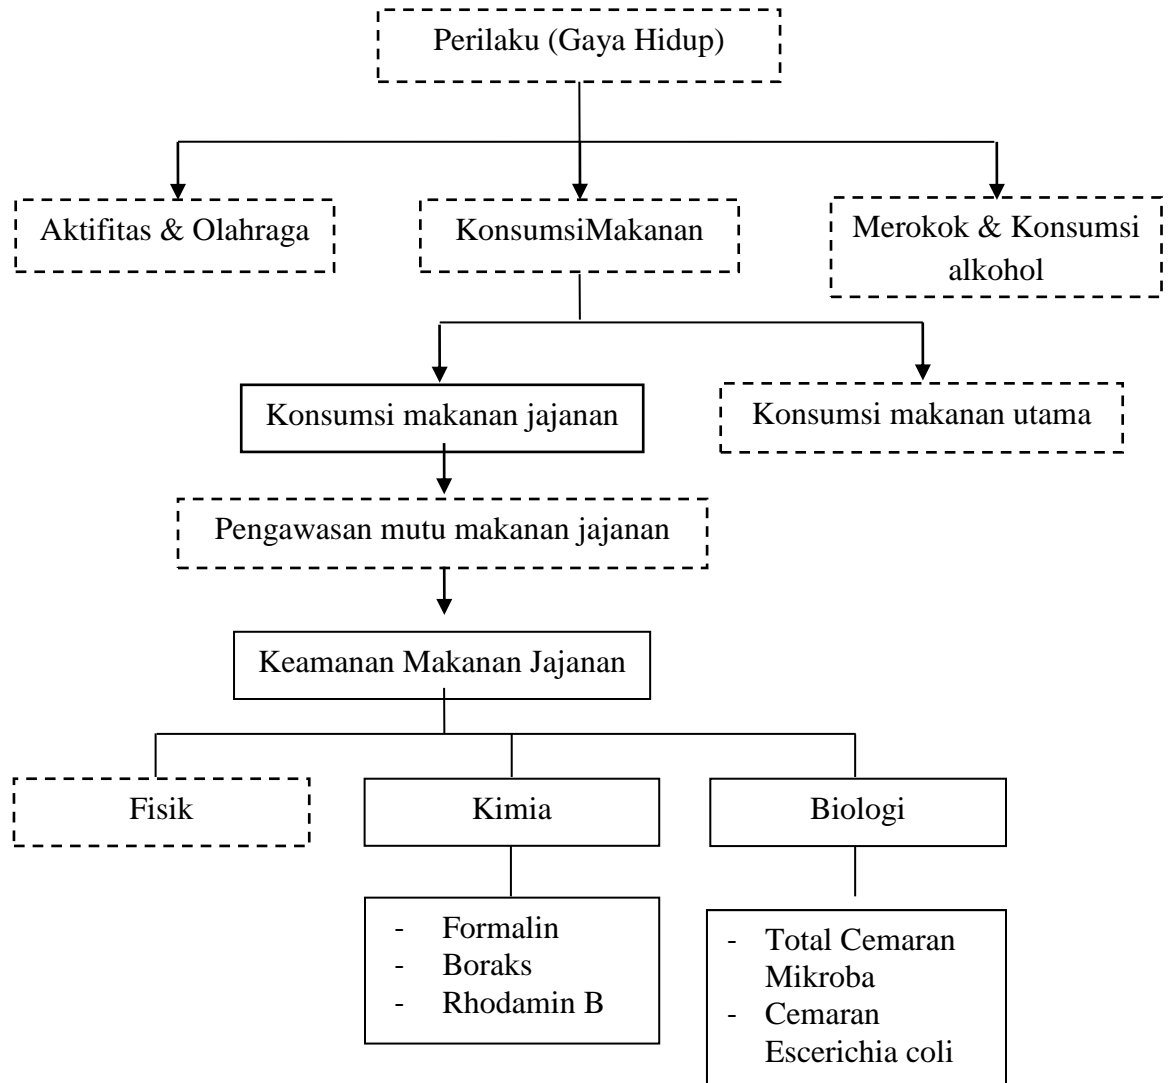 Perilaku (Gaya Hidup)
Aktifitas & Olahraga
KonsumsiMakanan
Merokok & Konsumsi
alkohol
Konsumsi makanan jajanan
Konsumsi makanan utama
Pengawasan mutu makanan jajanan
Keamanan Makanan Jajanan
Fisik
Kimia
Biologi
- Formalin
- Boraks
- Rhodamin B
- Total Cemaran
Mikroba
- Cemaran
Escerichia coli